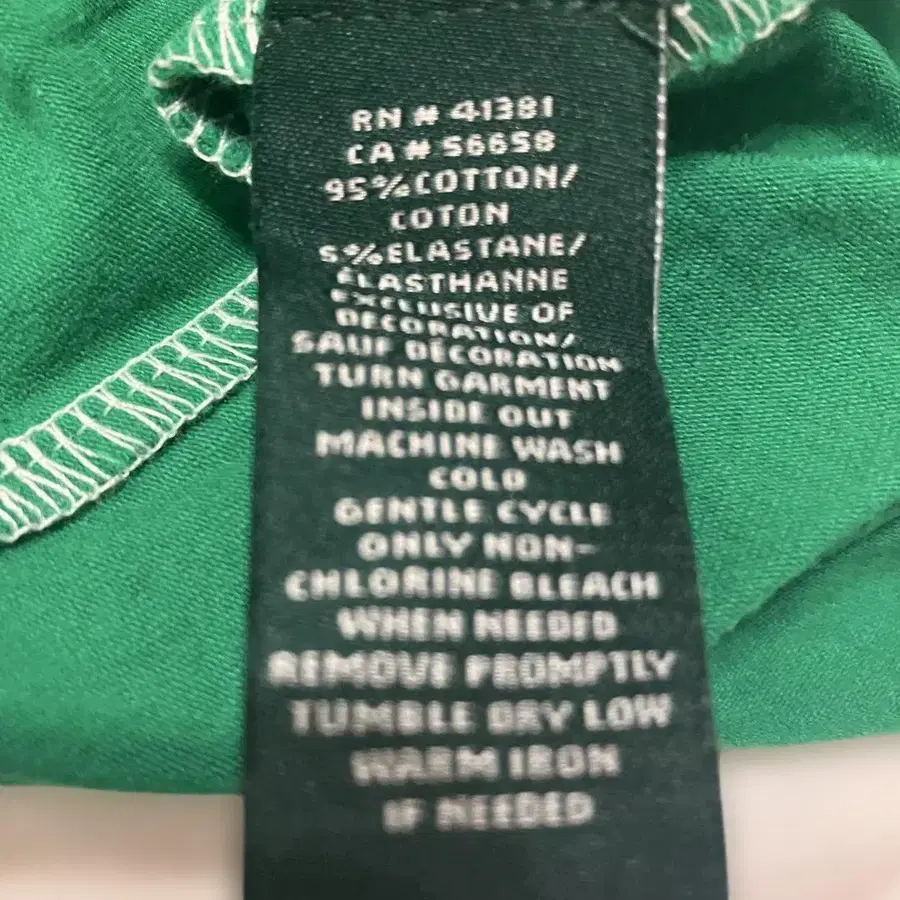 RN # 41381
CA # 56658
95%COTTON/
COTON
5%ELASTANE/
ÉLASTHANNE
EXCLUSIVE OF
DECORATION/
SAUF DÉCORATION
TURN GARMENT
INSIDE OUT
MACHINE WASH
COLD
GENTLE CYCLE
ONLY NON-
CHLORINE BLEACH
WHEN NEEDED
REMOVE PROMPTLY
TUMBLE DRY LOW
WARM IRON
IF NEEDED